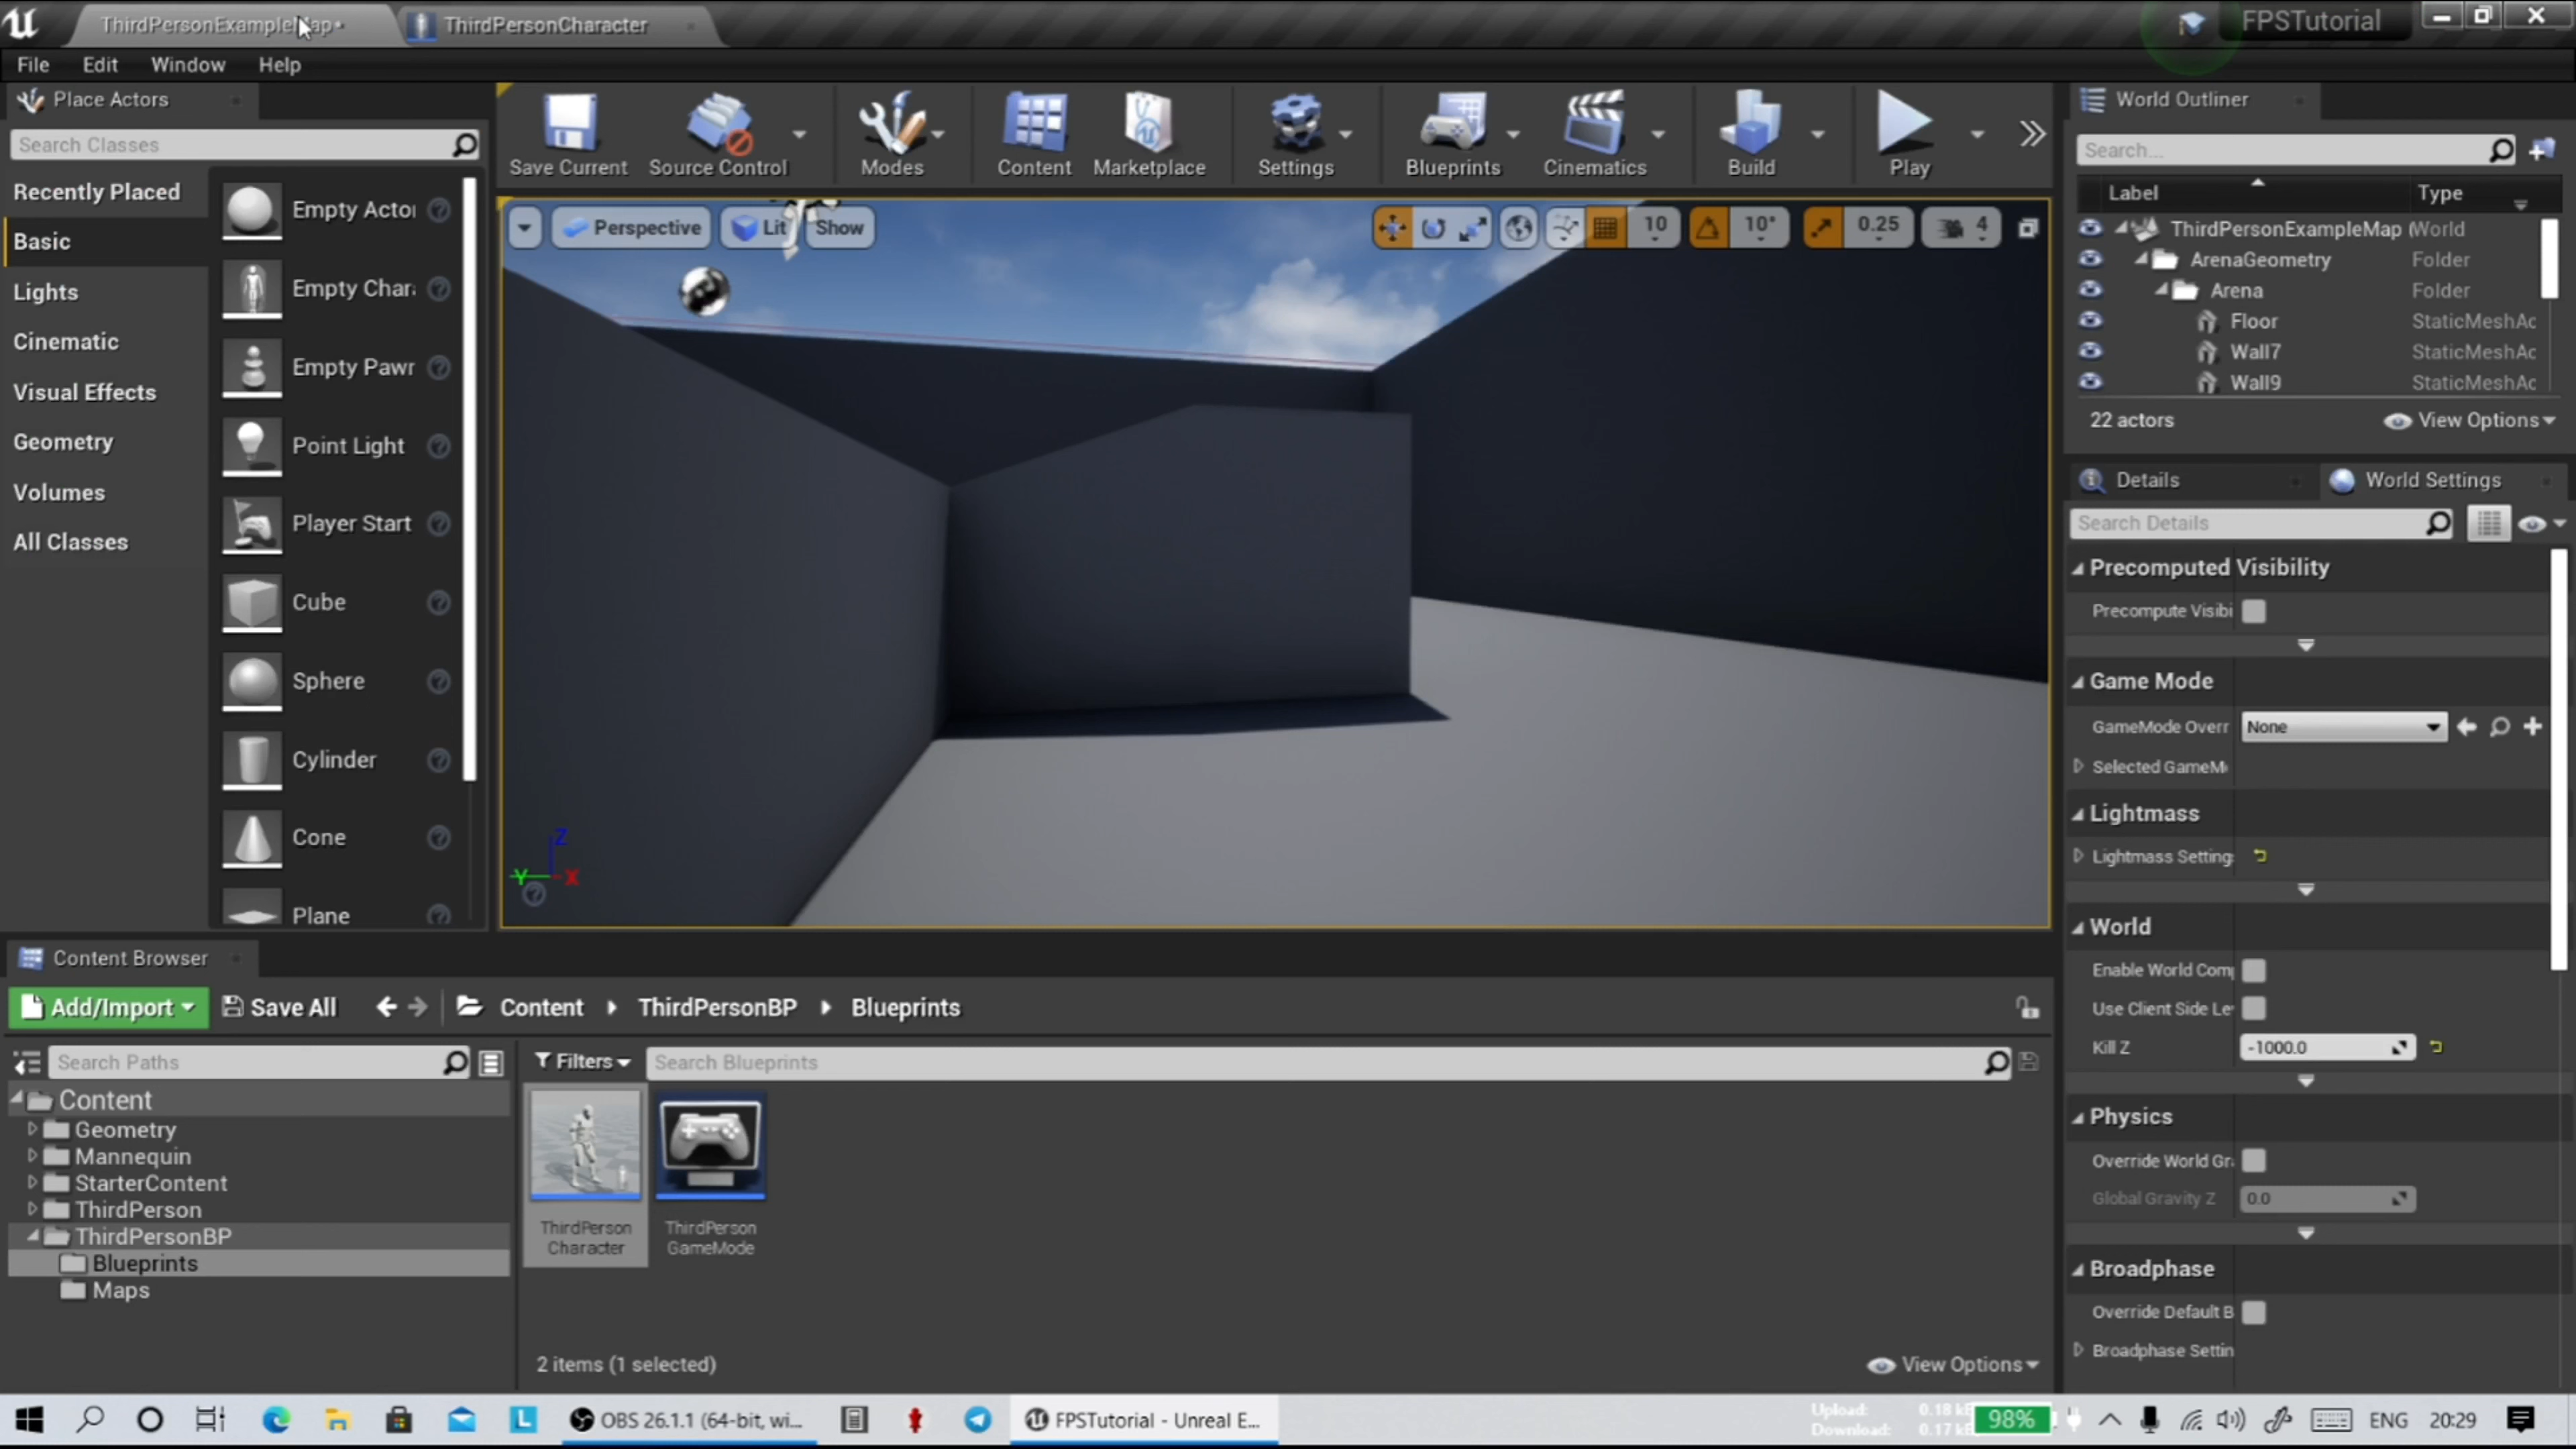 ThirdPersonExampleMap•
ThirdPersonCharacter
FPSTutorial
File Edit Window Help
Place Actors
Search Classes
Recently Placed
Basic
Lights
Cinematic
Visual Effects
Geometry
Volumes
All Classes
Empty Acto
Empty Char
Empty Pawr
Point Light
Player Start
Cube
Sphere
Cylinder
Cone
Plane
Save Current
Source Control
Modes
Content
Marketplace
Settings
Blueprints
Cinematics
Build
Play
Perspective
Lit
Show
10
10°
0.25
4
Z
Y
X
World Outliner
Search...
Label Type
ThirdPersonExampleMap ( World
ArenaGeometry Folder
Arena Folder
Floor StaticMeshAc
Wall7 StaticMeshAc
Wall9 StaticMeshAc
22 actors
View Options
Details
World Settings
Search Details
Precomputed Visibility
Precompute Visibi
Game Mode
GameMode Overr None
Selected GameM
Lightmass
Lightmass Setting
World
Enable World Com
Use Client Side Le
Kill Z -1000.0
Physics
Override World Gr
Global Gravity Z 0.0
Broadphase
Override Default B
Broadphase Settin
Content Browser
Add/Import
Save All
Content
ThirdPersonBP
Blueprints
Search Paths
Filters
Search Blueprints
Content
Geometry
Mannequin
StarterContent
ThirdPerson
ThirdPersonBP
Blueprints
Maps
ThirdPerson
Character
ThirdPerson
GameMode
2 items (1 selected)
View Options
L
OBS 26.1.1 (64-bit, wi...
FPSTutorial - Unreal E...
Upload: 0.18 k
Download: 0.17 k
98%
ENG
20:29